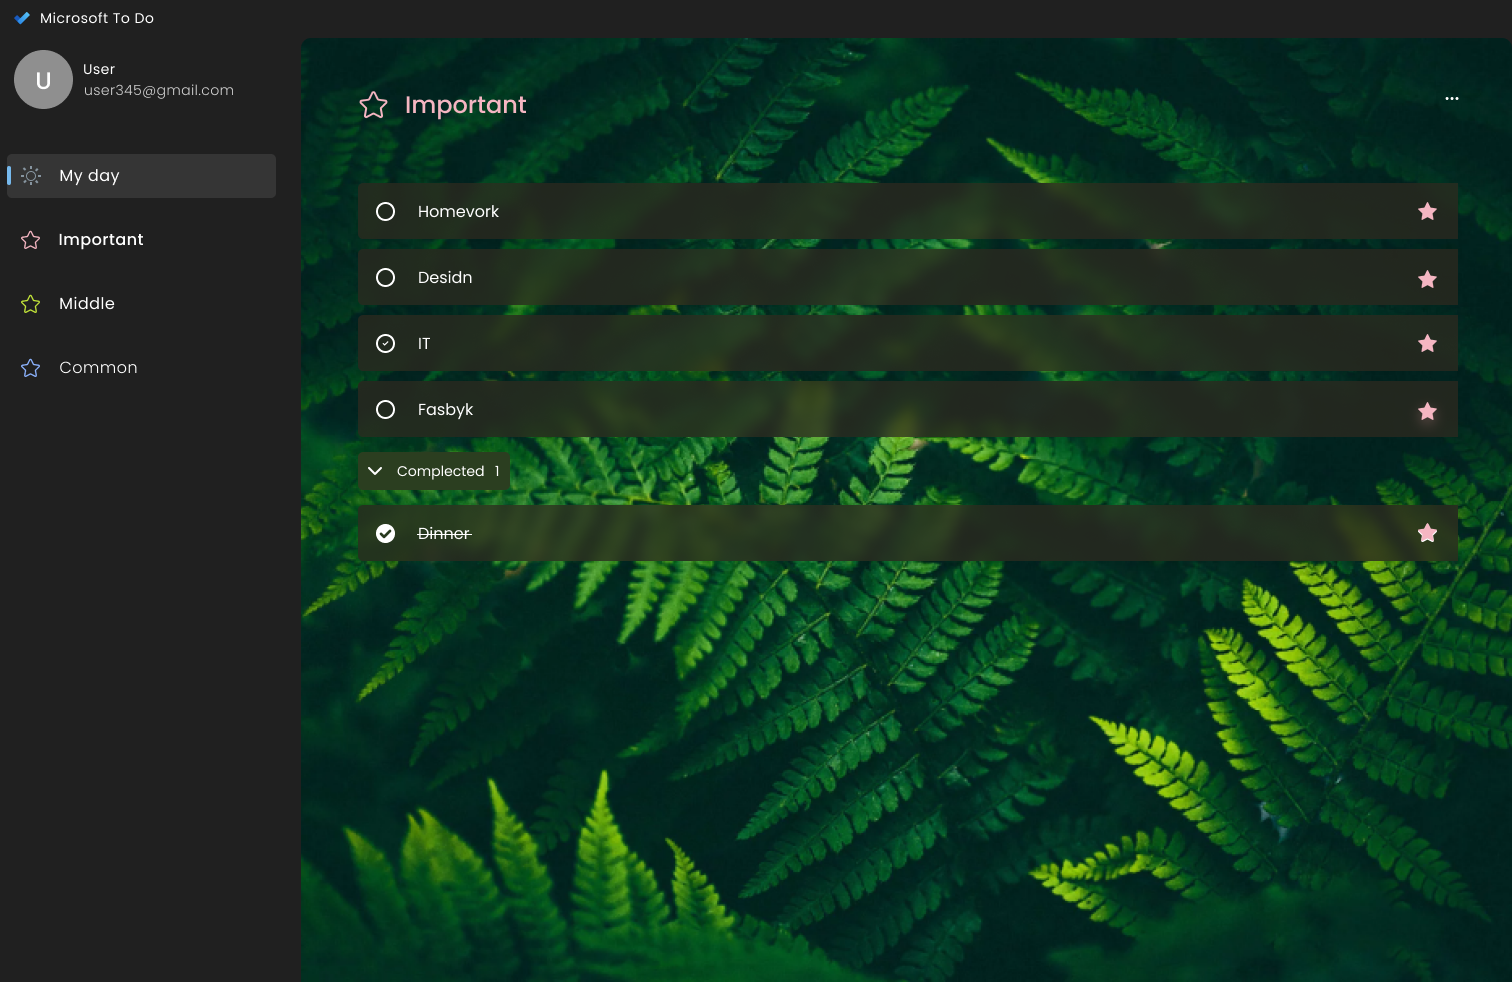 Microsoft To Do
U
User
user345@gmail.com
My day
Important
Middle
Common
Important
Homevork
Desidn
IT
Fasbyk
Complected 1
Dinner